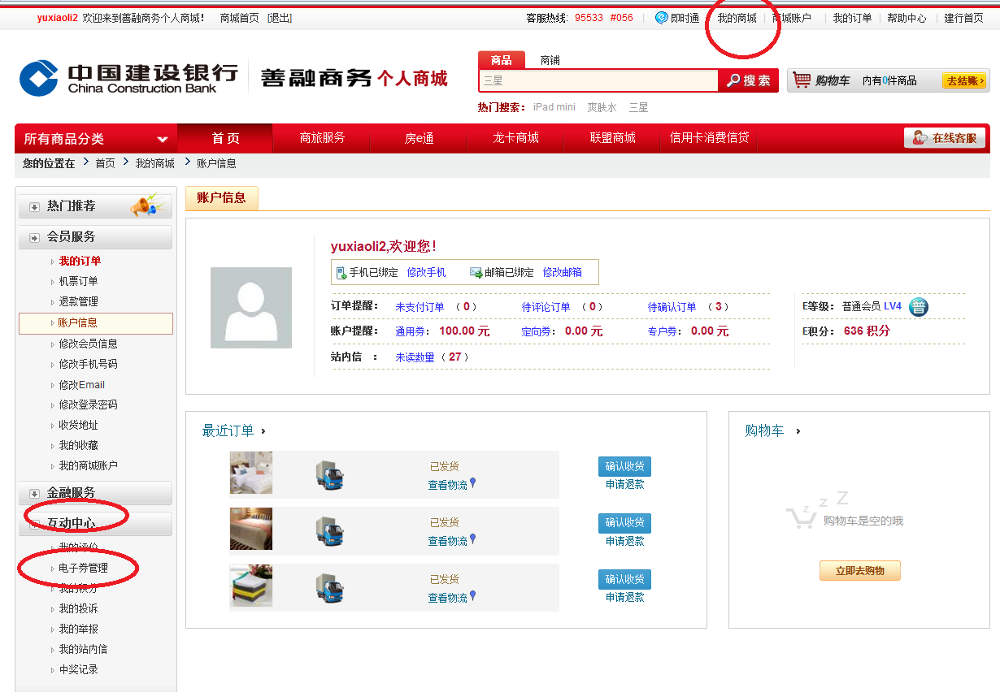 yuxiaoli2 欢迎来到善融商务个人商城! 商城首页 [退出] 客服热线: 95533 #056 即时通 我的商城 商城账户 我的订单 帮助中心 建行首页
商品 商铺
中国建设银行
China Construction Bank
善融商务 个人商城
三星 搜索 购物车 内有0件商品 去结账
热门搜索: iPad mini 爽肤水 三星
所有商品分类 首页 商旅服务 房e通 龙卡商城 联盟商城 信用卡消费信贷 在线客服
您的位置在 > 首页 > 我的商城 > 账户信息
热门推荐
会员服务
我的订单
机票订单
退款管理
账户信息
修改会员信息
修改手机号码
修改Email
修改登录密码
收货地址
我的收藏
我的商城账户
金融服务
互动中心
我的评价
电子券管理
我的积分
我的投诉
我的举报
我的站内信
中奖记录
账户信息
yuxiaoli2,欢迎您!
手机已绑定 修改手机 邮箱已绑定 修改邮箱
订单提醒: 未支付订单 (0) 待评论订单 (0) 待确认订单 (3)
账户提醒: 通用券: 100.00 元 定向券: 0.00 元 专户券: 0.00 元
站内信 : 未读数量 (27)
E等级: 普通会员 LV4 普
E积分: 636 积分
最近订单
已发货 确认收货
查看物流 申请退款
已发货 确认收货
查看物流 申请退款
已发货 确认收货
查看物流 申请退款
购物车
z z Z
购物车是空的哦
立即去购物